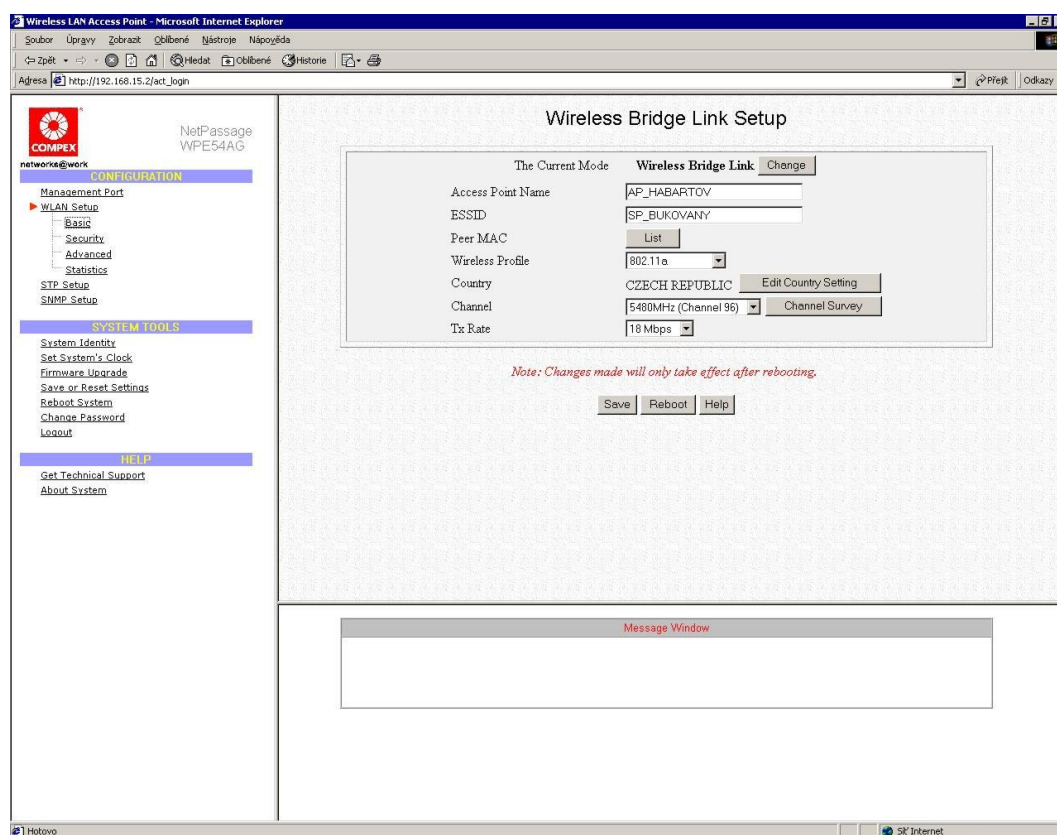 Wireless LAN Access Point - Microsoft Internet Explorer
Soubor Úpravy Zobrazit Oblíbené Nástroje Nápověda
Zpět Hledat Oblíbené Historie
Adresa http://192.168.15.2/act_login Přejít Odkazy
COMPEX
networks@work
NetPassage
WPE54AG
CONFIGURATION
Management Port
WLAN Setup
Basic
Security
Advanced
Statistics
STP Setup
SNMP Setup
SYSTEM TOOLS
System Identity
Set System's Clock
Firmware Upgrade
Save or Reset Settings
Reboot System
Change Password
Logout
HELP
Get Technical Support
About System
Wireless Bridge Link Setup
The Current Mode Wireless Bridge Link Change
Access Point Name AP_HABARTOV
ESSID SP_BUKOVANY
Peer MAC List
Wireless Profile 802.11a
Country CZECH REPUBLIC Edit Country Setting
Channel 5480MHz (Channel 96) Channel Survey
Tx Rate 18 Mbps
Note: Changes made will only take effect after rebooting.
Save Reboot Help
Message Window
Hotovo Síť Internet